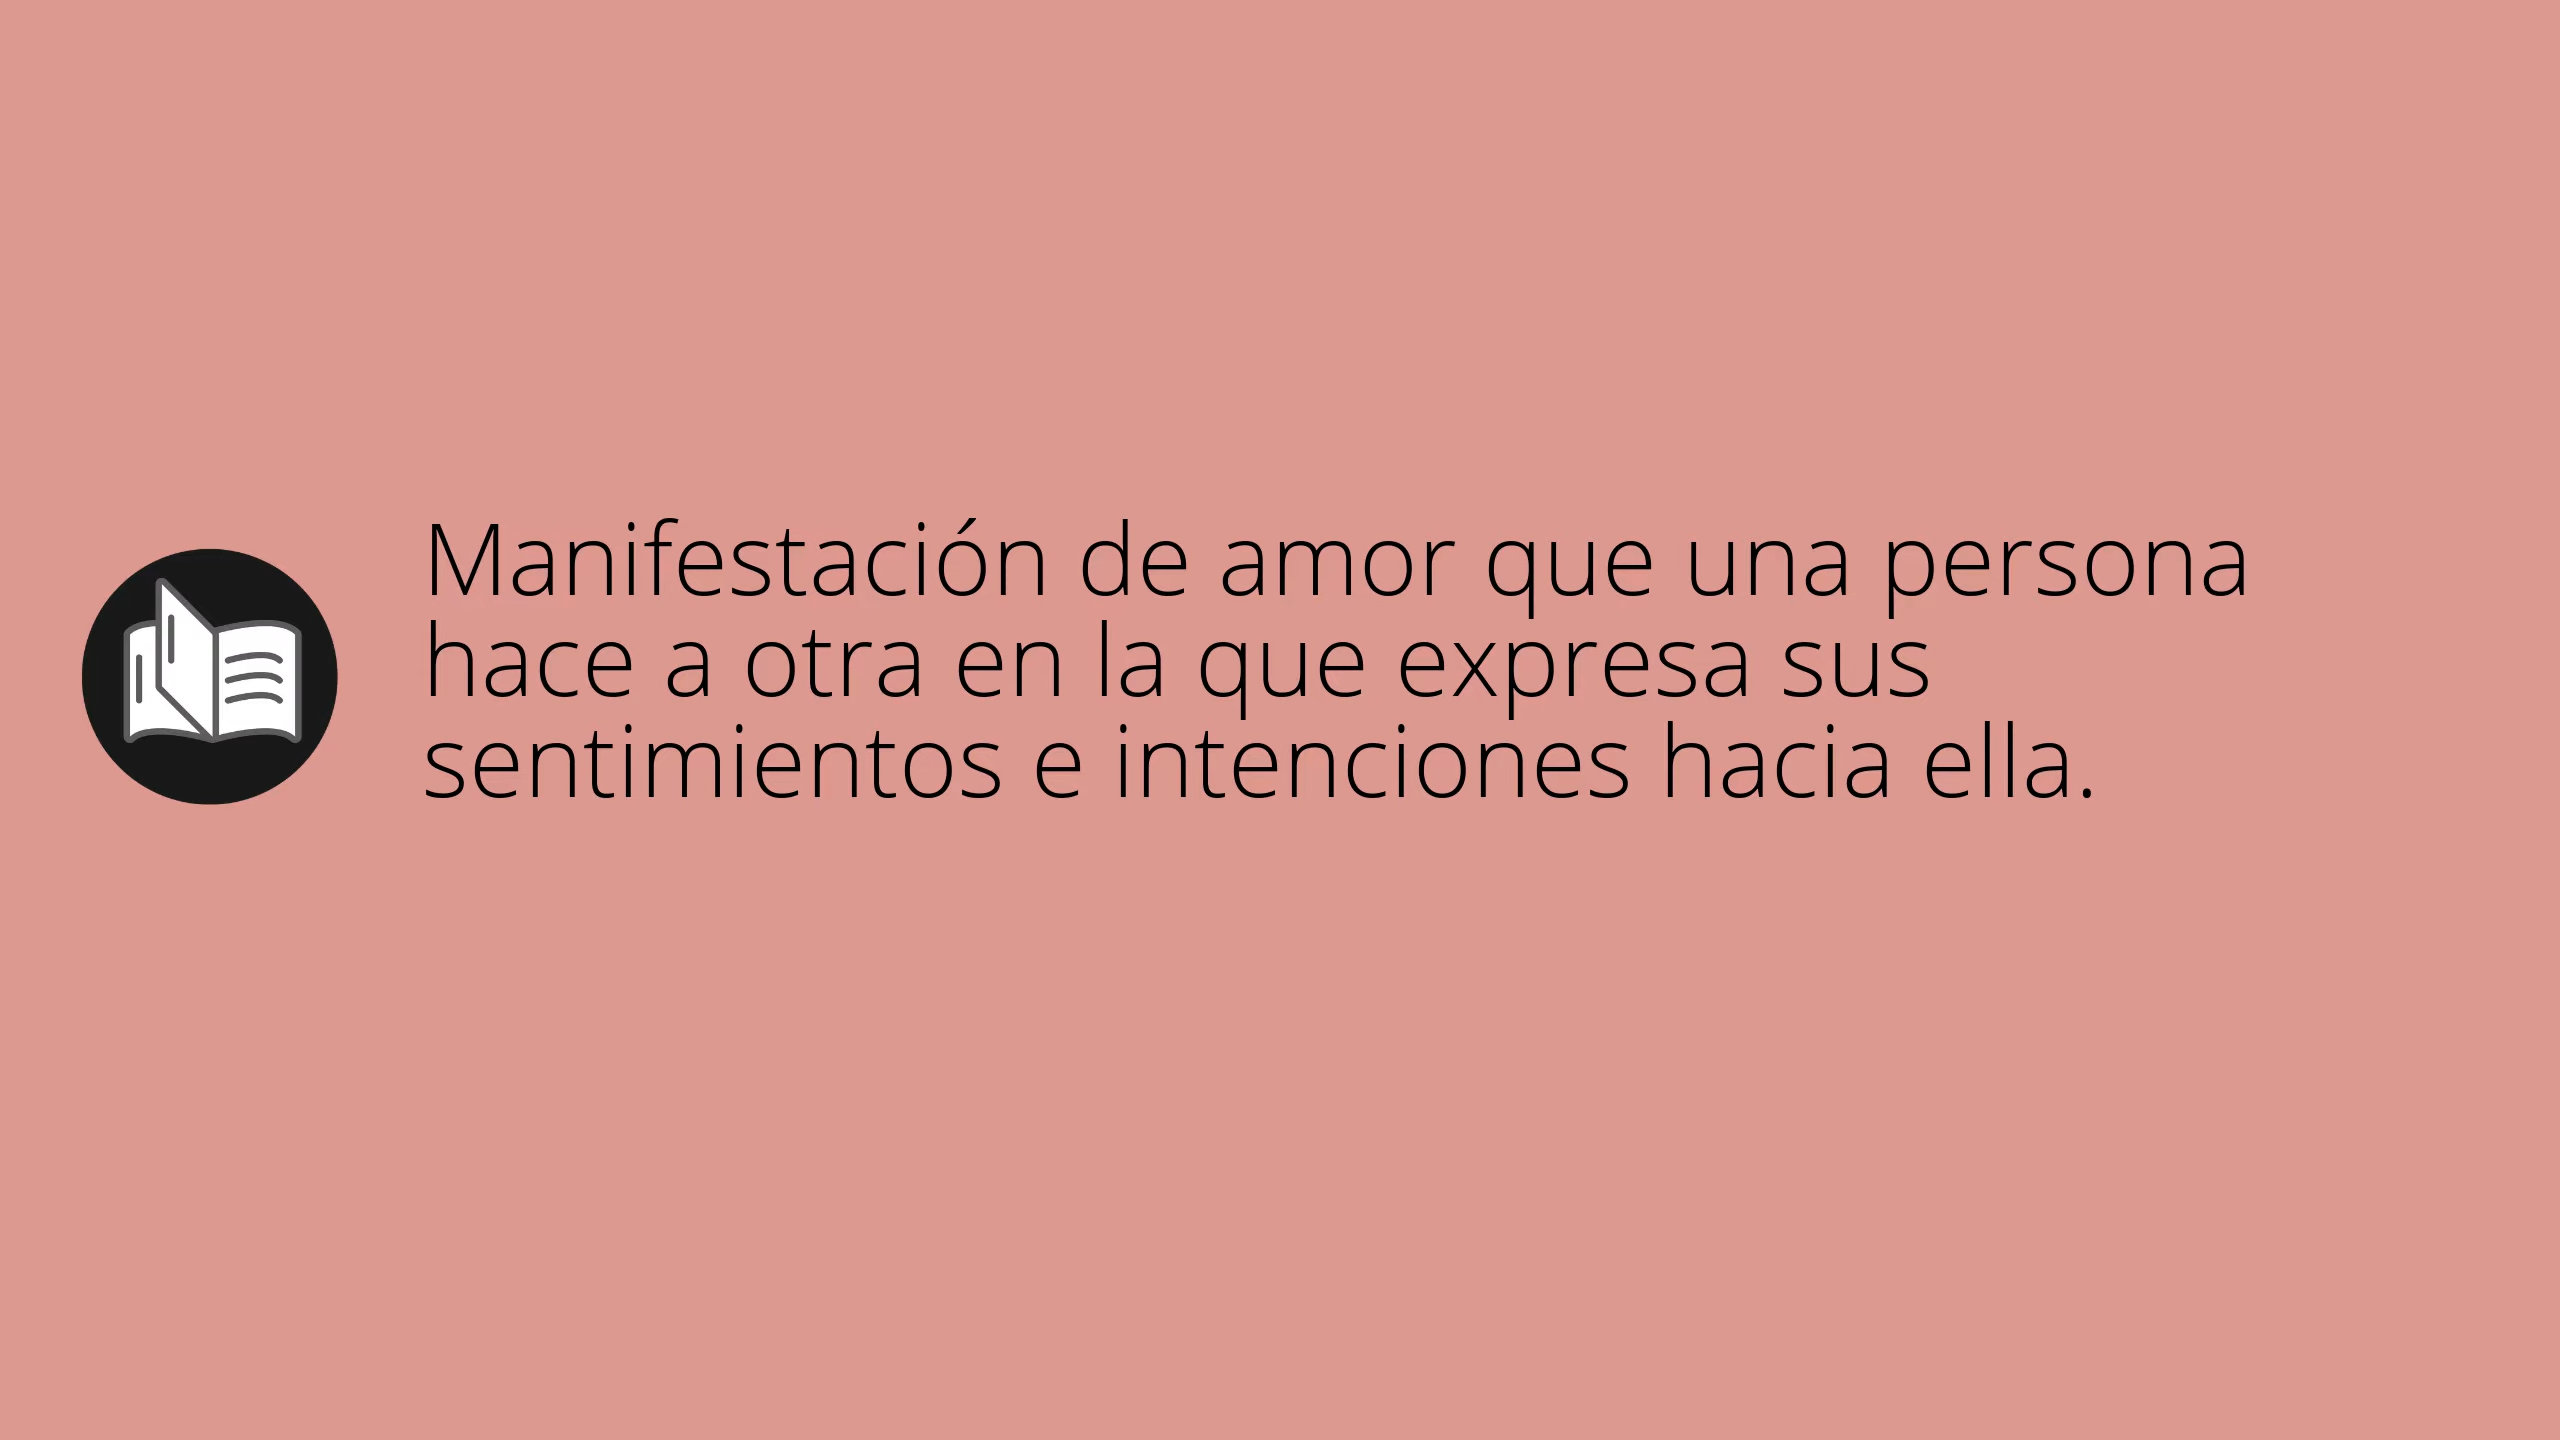 Manifestación de amor que una persona
hace a otra en la que expresa sus
sentimientos e intenciones hacia ella.